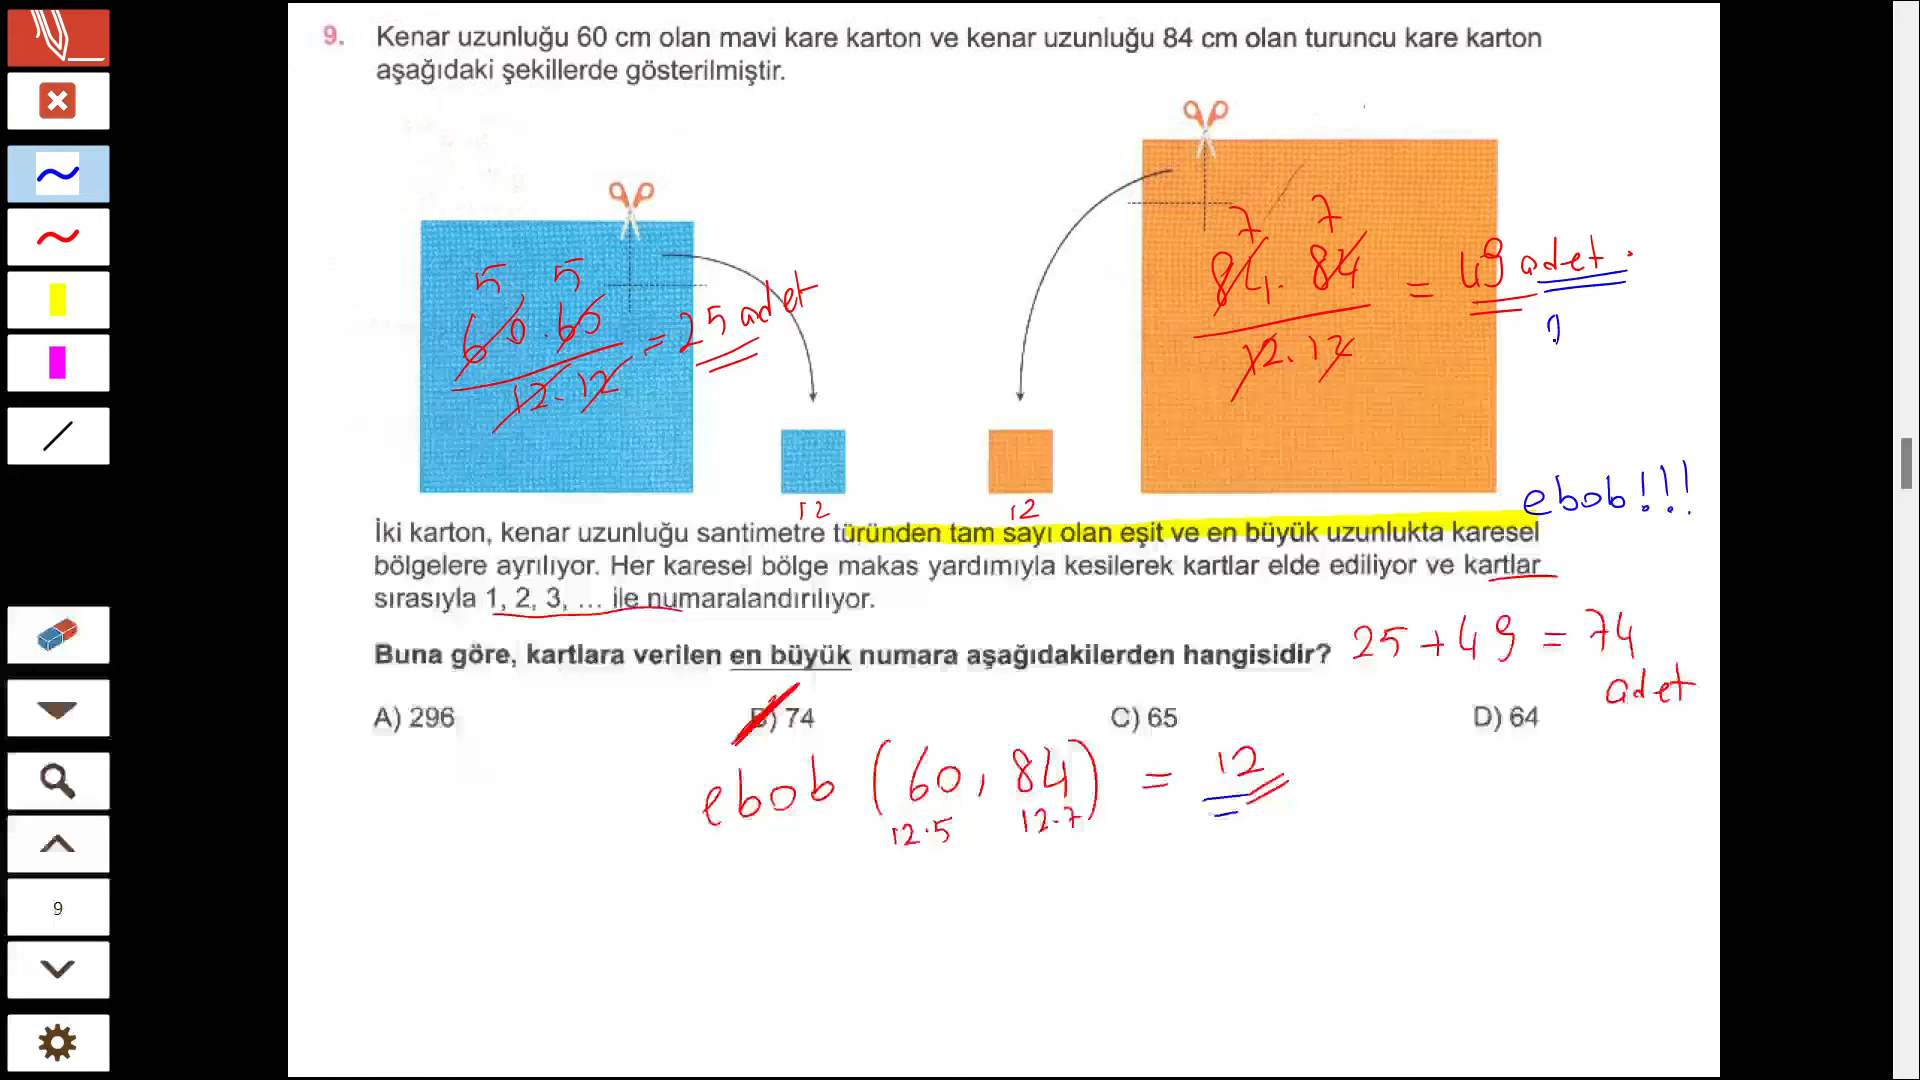 9. Kenar uzunluğu 60 cm olan mavi kare karton ve kenar uzunluğu 84 cm olan turuncu kare karton
aşağıdaki şekillerde gösterilmiştir.
5 5
60.60 / 12.12 = 25 adet
7 7
84.84 / 12.12 = 49 adet.
?
12
12
ebob!!!
İki karton, kenar uzunluğu santimetre türünden tam sayı olan eşit ve en büyük uzunlukta karesel
bölgelere ayrılıyor. Her karesel bölge makas yardımıyla kesilerek kartlar elde ediliyor ve kartlar
sırasıyla 1, 2, 3, ... ile numaralandırılıyor.
Buna göre, kartlara verilen en büyük numara aşağıdakilerden hangisidir?
25 + 49 = 74
adet
A) 296 B) 74 C) 65 D) 64
ebob (60, 84) = 12
12.5 12.7
9